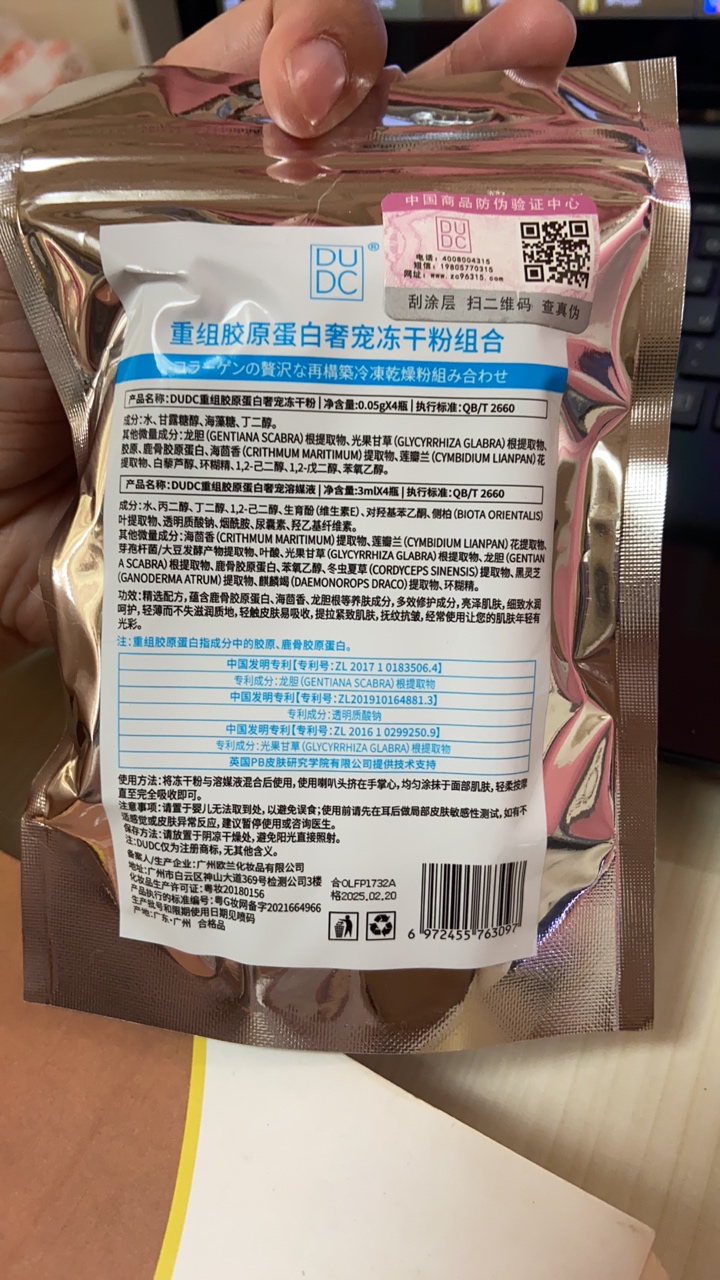 中国商品防伪验证中心
DU
DC
电话：4008004315
短信：19805770315
网址：www.zg96315.com
刮涂层 扫二维码 查真伪
DU
DC
®
重组胶原蛋白奢宠冻干粉组合
コラーゲンの贅沢な再構築冷凍乾燥粉組み合わせ
产品名称：DUDC重组胶原蛋白奢宠冻干粉|净含量：0.05gX4瓶|执行标准：QB/T 2660
成分：水、甘露糖醇、海藻糖、丁二醇。
其他微量成分：龙胆(GENTIANA SCABRA)根提取物、光果甘草(GLYCYRRHIZA GLABRA)根提取物、
胶原、鹿骨胶原蛋白、海茴香(CRITHMUM MARITIMUM)提取物、莲瓣兰(CYMBIDIUM LIANPAN)花
提取物、白藜芦醇、环糊精、1,2-己二醇、1,2-戊二醇、苯氧乙醇。
产品名称：DUDC重组胶原蛋白奢宠溶媒液|净含量：3mlX4瓶|执行标准：QB/T 2660
成分：水、丙二醇、丁二醇、1,2-己二醇、生育酚(维生素E)、对羟基苯乙酮、侧柏(BIOTA ORIENTALIS)
叶提取物、透明质酸钠、烟酰胺、尿囊素、羟乙基纤维素。
其他微量成分：海茴香(CRITHMUM MARITIMUM)提取物、莲瓣兰(CYMBIDIUM LIANPAN)花提取物、
芽孢杆菌/大豆发酵产物提取物、叶酸、光果甘草(GLYCYRRHIZA GLABRA)根提取物、龙胆(GENTIAN
A SCABRA)根提取物、鹿骨胶原蛋白、苯氧乙醇、冬虫夏草(CORDYCEPS SINENSIS)提取物、黑灵芝
(GANODERMA ATRUM)提取物、麒麟竭(DAEMONOROPS DRACO)提取物、环糊精。
功效：精选配方，蕴含鹿骨胶原蛋白、海茴香、龙胆根等养肤成分，多效修护成分，亮泽肌肤，细致水润
呵护，轻薄而不失滋润质地，轻触皮肤易吸收，提拉紧致肌肤，抚纹抗皱，经常使用让您的肌肤年轻有
光彩。
注：重组胶原蛋白指成分中的胶原、鹿骨胶原蛋白。
中国发明专利【专利号：ZL 2017 1 0183506.4】
专利成分：龙胆(GENTIANA SCABRA)根提取物
中国发明专利【专利号：ZL201910164881.3】
专利成分：透明质酸钠
中国发明专利【专利号：ZL 2016 1 0299250.9】
专利成分：光果甘草(GLYCYRRHIZA GLABRA)根提取物
英国PB皮肤研究学院有限公司提供技术支持
使用方法：将冻干粉与溶媒液混合后使用，使用喇叭头挤在手掌心，均匀涂抹于面部肌肤，轻柔按摩
直至完全吸收即可。
注意事项：请置于婴儿无法取到处，以避免误食；使用前请先在耳后做局部皮肤敏感性测试，如有不
适感觉或皮肤异常反应，建议暂停使用或咨询医生。
保存方法：请放置于阴凉干燥处，避免阳光直接照射。
注：DUDC仅为注册商标，无其他含义。
备案人/生产企业：广州欧兰化妆品有限公司
地址：广州市白云区神山大道369号检测公司3楼
化妆品生产许可证：粤妆20180156
产品执行的标准编号：粤G妆网备字2021664966
生产批号和限期使用日期见喷码
产地：广东·广州 合格品
合OLFP1732A
格2025.02.20
6 972455 763097